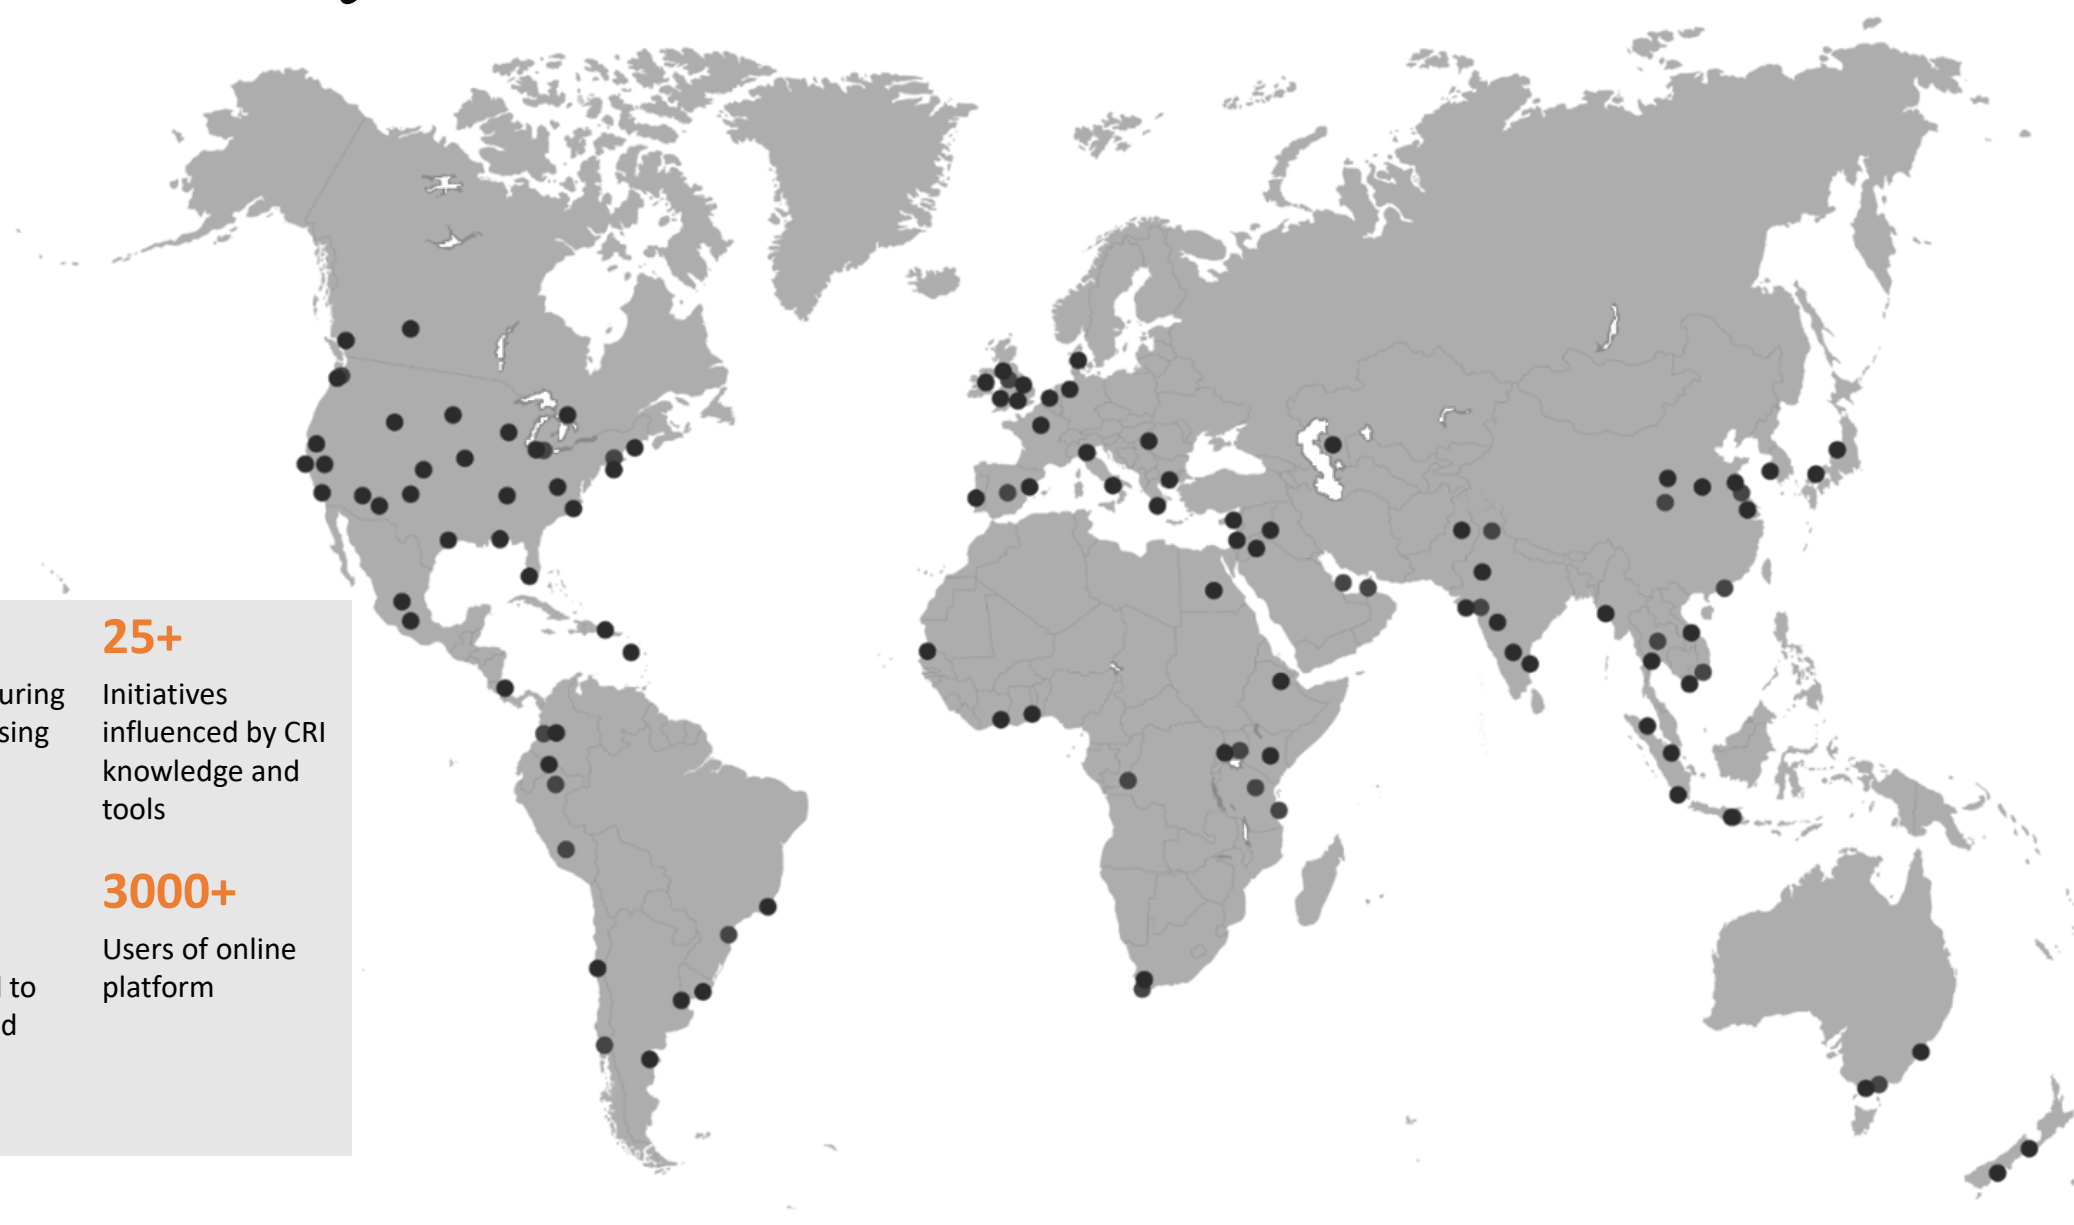 25+
uring
sing
Initiatives
influenced by CRI
knowledge and
tools
3000+
Users of online
platform
l to
d